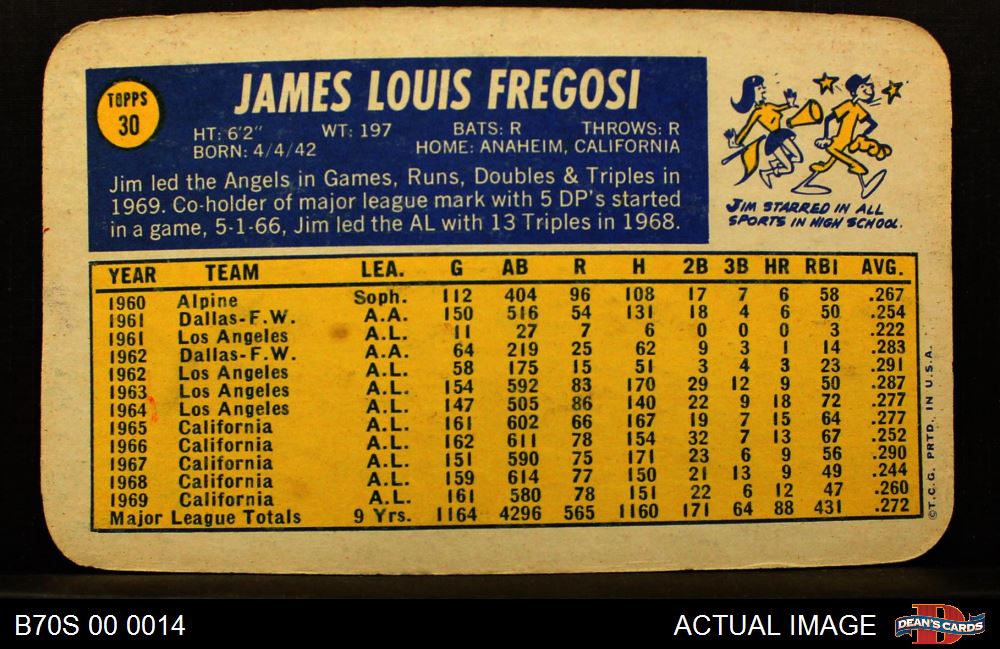 TOPPS
30
JAMES LOUIS FREGOSI
HT: 6'2" WT: 197 BATS: R THROWS: R
BORN: 4/4/42 HOME: ANAHEIM, CALIFORNIA
Jim led the Angels in Games, Runs, Doubles & Triples in
1969. Co-holder of major league mark with 5 DP's started
in a game, 5-1-66, Jim led the AL with 13 Triples in 1968.
JIM STARRED IN ALL
SPORTS IN HIGH SCHOOL.
YEAR TEAM LEA. G AB R H 2B 3B HR RBI AVG.
1960 Alpine Soph. 112 404 96 108 17 7 6 58 .267
1961 Dallas-F.W. A.A. 150 516 54 131 18 4 6 50 .254
1961 Los Angeles A.L. 11 27 7 6 0 0 0 3 .222
1962 Dallas-F.W. A.A. 64 219 25 62 9 3 1 14 .283
1962 Los Angeles A.L. 58 175 15 51 3 4 3 23 .291
1963 Los Angeles A.L. 154 592 83 170 29 12 9 50 .287
1964 Los Angeles A.L. 147 505 86 140 22 9 18 72 .277
1965 California A.L. 161 602 66 167 19 7 15 64 .277
1966 California A.L. 162 611 78 154 32 7 13 67 .252
1967 California A.L. 151 590 75 171 23 6 9 56 .290
1968 California A.L. 159 614 77 150 21 13 9 49 .244
1969 California A.L. 161 580 78 151 22 6 12 47 .260
Major League Totals 9 Yrs. 1164 4296 565 1160 171 64 88 431 .272
©T.C.G. PRTD. IN U.S.A.
B70S 00 0014 ACTUAL IMAGE
DEAN'S CARDS